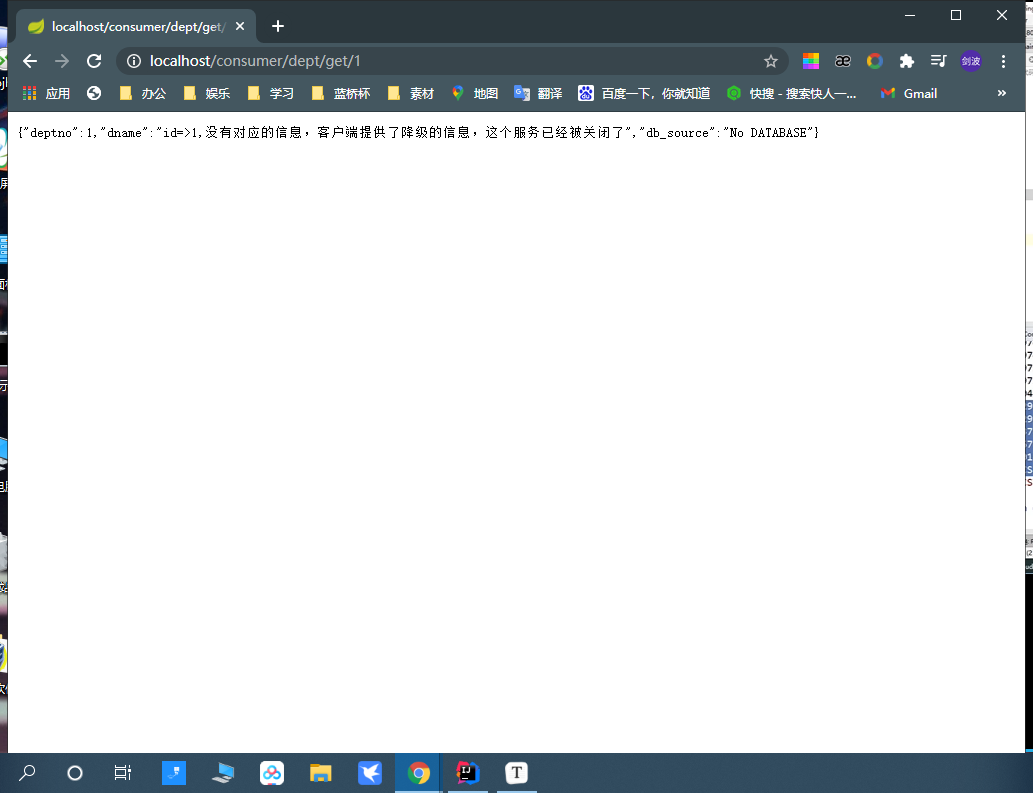 localhost/consumer/dept/get/
localhost/consumer/dept/get/1
æ
剑波
应用
办公
娱乐
学习
蓝桥杯
素材
地图
翻译
百度一下，你就知道
快搜 - 搜索快人一...
Gmail
»
{"deptno":1,"dname":"id=>1,没有对应的信息，客户端提供了降级的信息，这个服务已经被关闭了","db_source":"No DATABASE"}
IJ
T